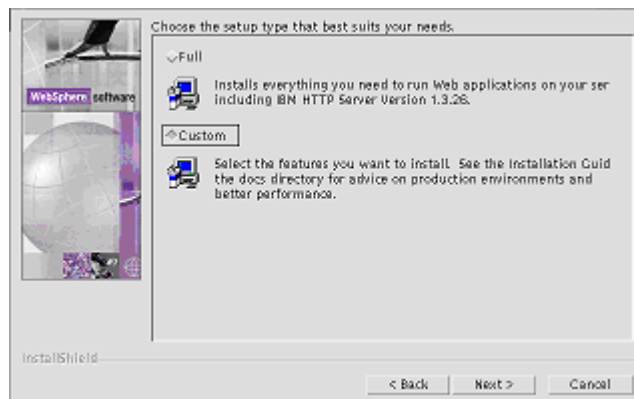 Choose the setup type that best suits your needs.
Full
Installs everything you need to run Web applications on your ser
including IBM HTTP Server Version 1.3.26.
Custom
Select the features you want to install. See the Installation Guid
the docs directory for advice on production environments and
better performance.
WebSphere software
InstallShield
< Back
Next >
Cancel